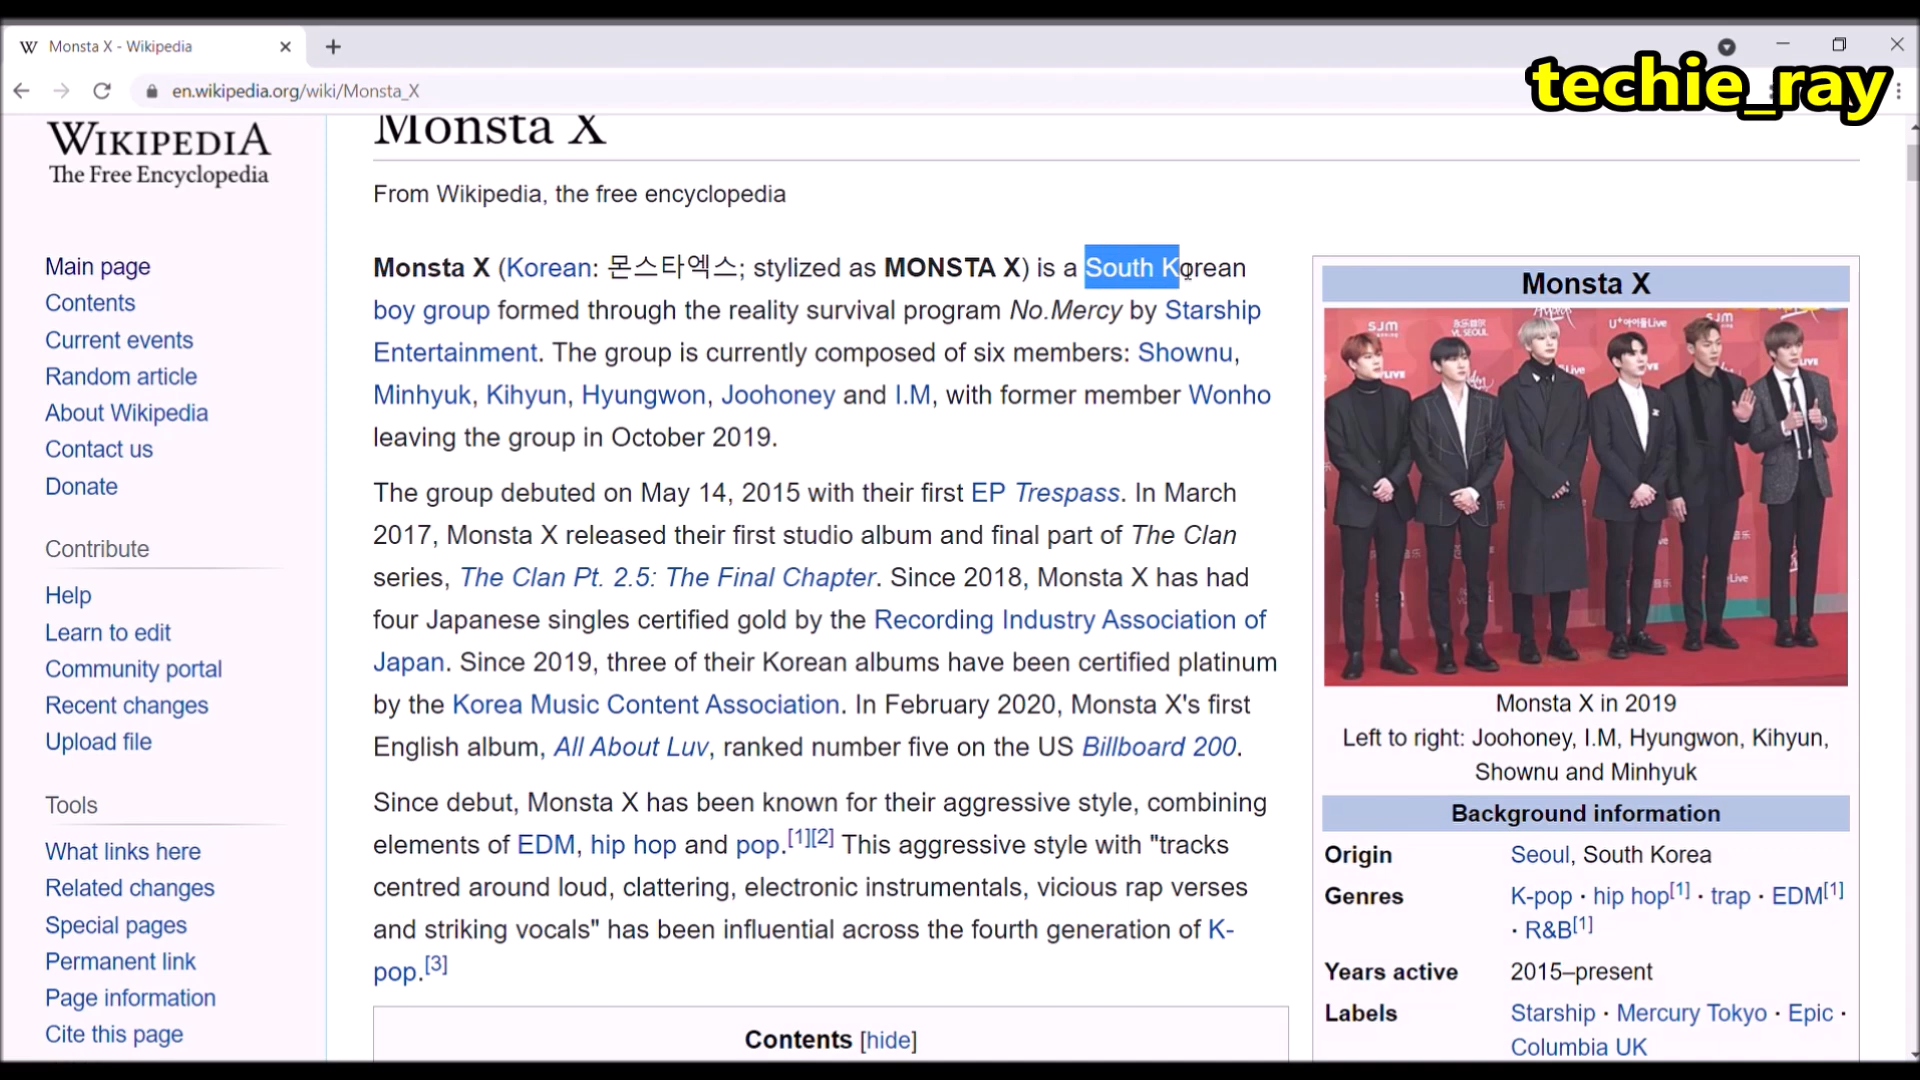 Monsta X - Wikipedia
techie_ray
en.wikipedia.org/wiki/Monsta_X
WIKIPEDIA
The Free Encyclopedia
Main page
Contents
Current events
Random article
About Wikipedia
Contact us
Donate
Contribute
Help
Learn to edit
Community portal
Recent changes
Upload file
Tools
What links here
Related changes
Special pages
Permanent link
Page information
Cite this page
Monsta X
From Wikipedia, the free encyclopedia
Monsta X (Korean: 몬스타엑스; stylized as MONSTA X) is a South Korean
boy group formed through the reality survival program No.Mercy by Starship
Entertainment. The group is currently composed of six members: Shownu,
Minhyuk, Kihyun, Hyungwon, Joohoney and I.M, with former member Wonho
leaving the group in October 2019.
The group debuted on May 14, 2015 with their first EP Trespass. In March
2017, Monsta X released their first studio album and final part of The Clan
series, The Clan Pt. 2.5: The Final Chapter. Since 2018, Monsta X has had
four Japanese singles certified gold by the Recording Industry Association of
Japan. Since 2019, three of their Korean albums have been certified platinum
by the Korea Music Content Association. In February 2020, Monsta X's first
English album, All About Luv, ranked number five on the US Billboard 200.
Since debut, Monsta X has been known for their aggressive style, combining
elements of EDM, hip hop and pop.[1][2] This aggressive style with "tracks
centred around loud, clattering, electronic instrumentals, vicious rap verses
and striking vocals" has been influential across the fourth generation of K-
pop.[3]
Contents [hide]
Monsta X
SJM
SJM
Monsta X in 2019
Left to right: Joohoney, I.M, Hyungwon, Kihyun,
Shownu and Minhyuk
Background information
Origin Seoul, South Korea
Genres K-pop · hip hop[1] · trap · EDM[1]
· R&B[1]
Years active 2015–present
Labels Starship · Mercury Tokyo · Epic ·
Columbia UK